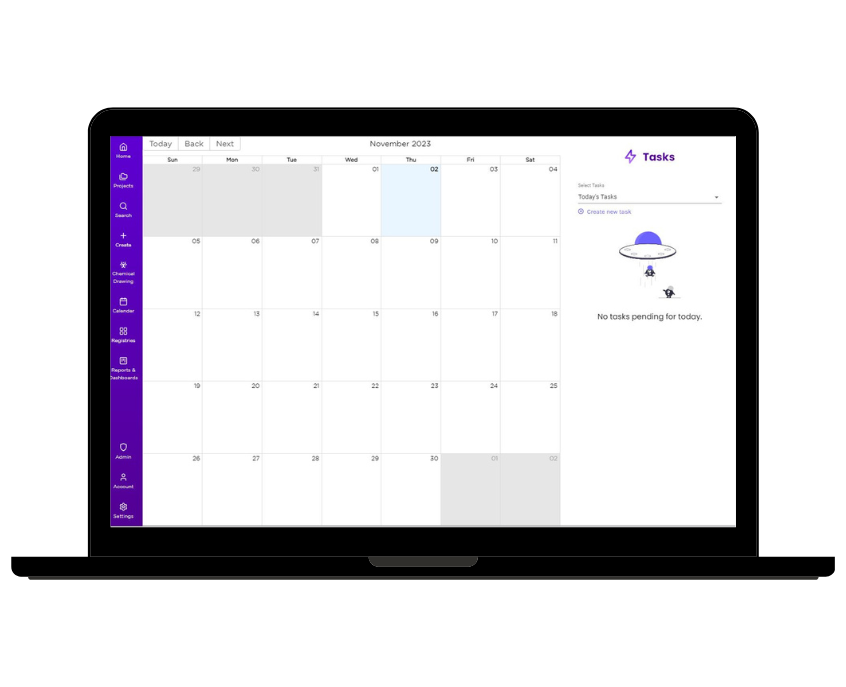 Home
Projects
Search
Create
Chemical
Drawing
Calendar
Registries
Reports &
Dashboards
Admin
Account
Settings
Today Back Next
November 2023
Sun Mon Tue Wed Thu Fri Sat
29 30 31 01 02 03 04
05 06 07 08 09 10 11
12 13 14 15 16 17 18
19 20 21 22 23 24 25
26 27 28 29 30 01 02
Tasks
Select Tasks
Today's Tasks
Create new task
No tasks pending for today.